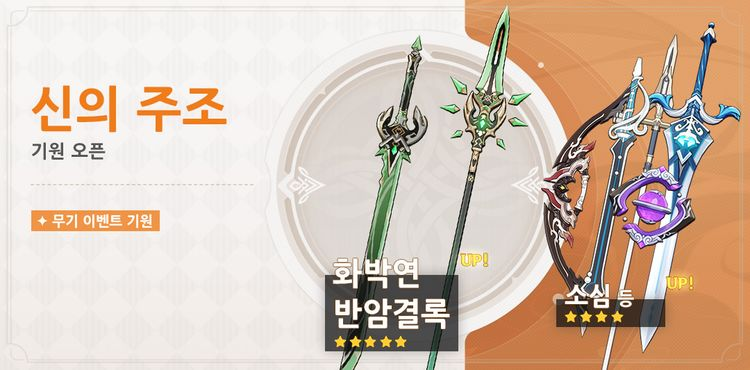 신의 주조
기원 오픈
무기 이벤트 기원
화박연
반암결록
UP!
소심 등
UP!